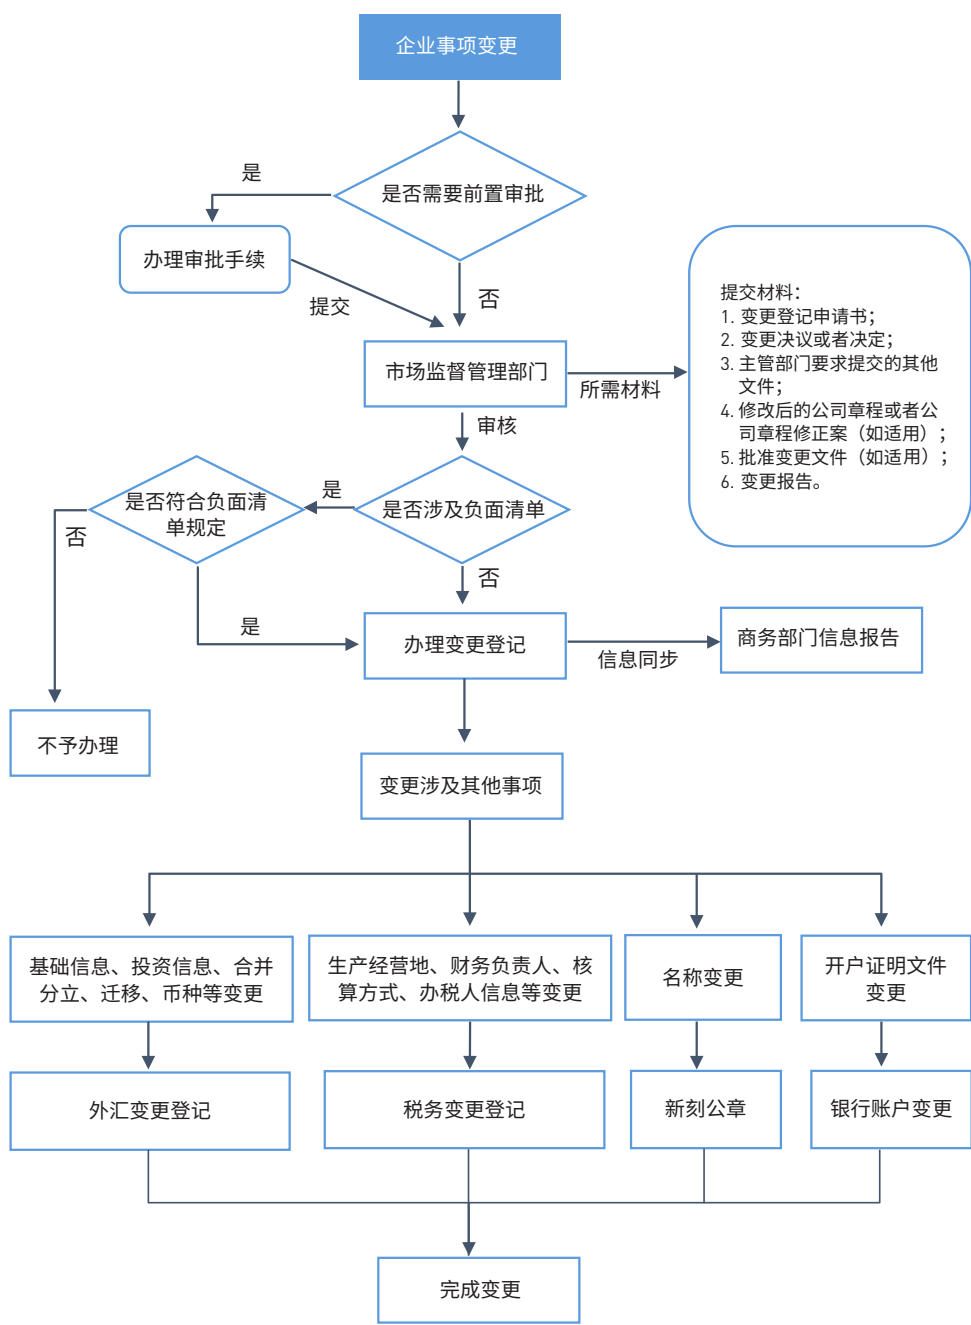 企业事项变更
是
是否需要前置审批
办理审批手续
提交
否
提交材料：
1. 变更登记申请书；
2. 变更决议或者决定；
3. 主管部门要求提交的其他
文件；
4. 修改后的公司章程或者公
司章程修正案（如适用）；
5. 批准变更文件（如适用）；
6. 变更报告。
市场监督管理部门
所需材料
审核
是否符合负面清
单规定
是
是否涉及负面清单
否
否
是
办理变更登记
信息同步
商务部门信息报告
不予办理
变更涉及其他事项
基础信息、投资信息、合并
分立、迁移、币种等变更
生产经营地、财务负责人、核
算方式、办税人信息等变更
名称变更
开户证明文件
变更
外汇变更登记
税务变更登记
新刻公章
银行账户变更
完成变更